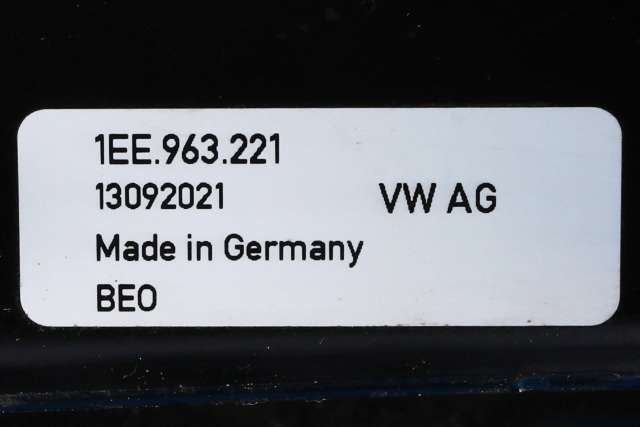 1EE.963.221
13092021 VW AG
Made in Germany
BEO